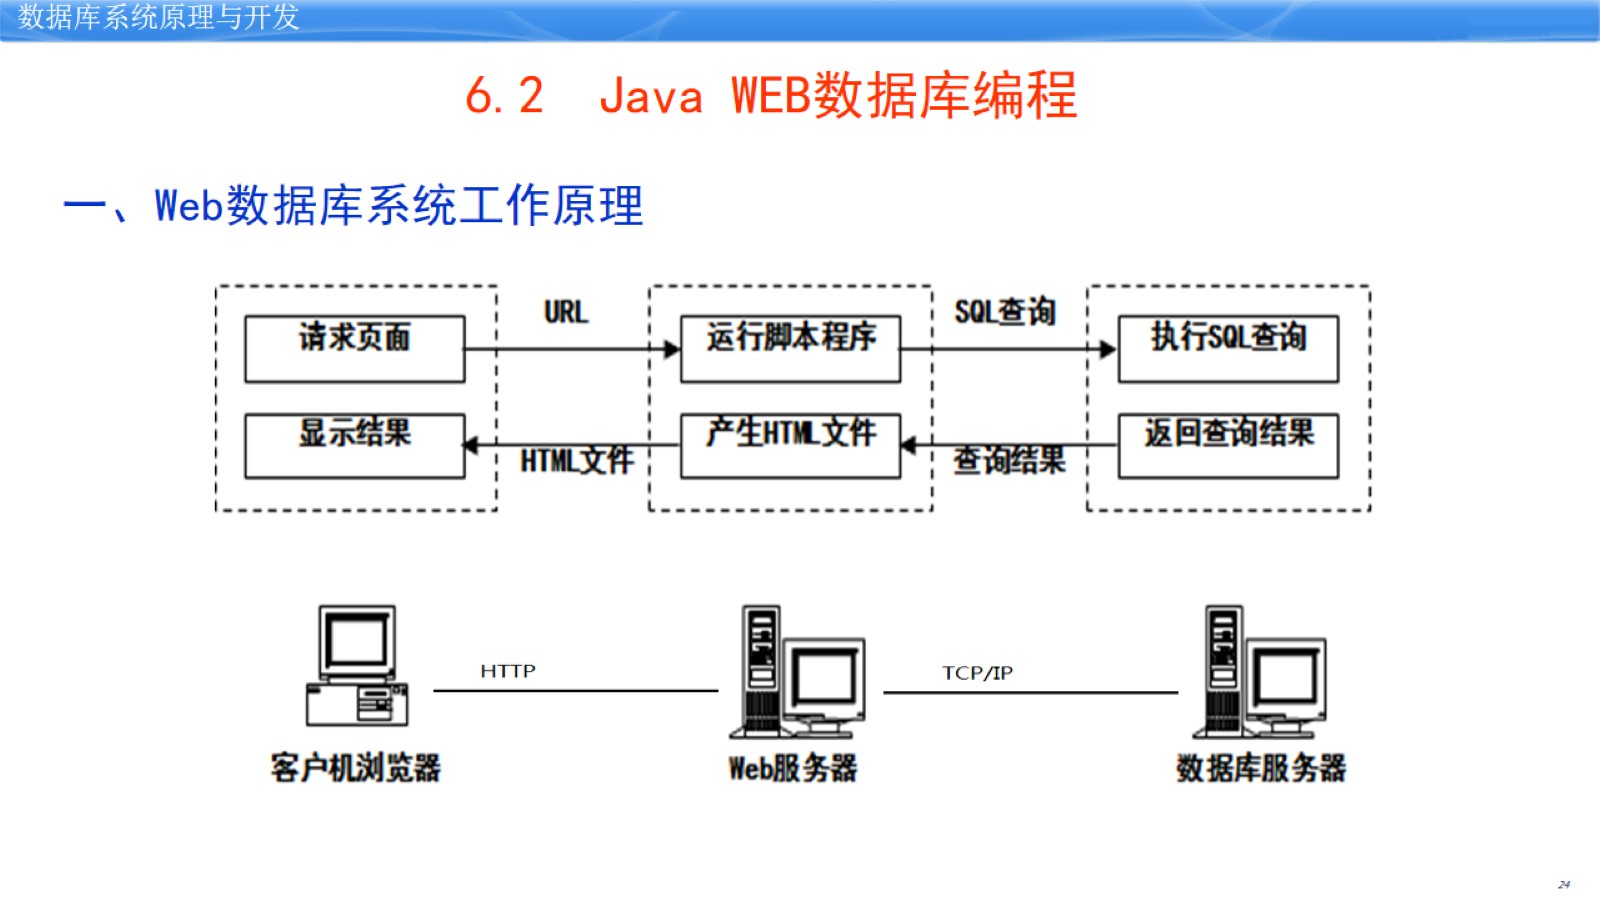 数据库系统原理与开发
6.2 Java WEB数据库编程
一、Web数据库系统工作原理
请求页面
URL
运行脚本程序
SQL查询
执行SQL查询
显示结果
HTML文件
产生HTML文件
查询结果
返回查询结果
HTTP
TCP/IP
客户机浏览器
Web服务器
数据库服务器
24